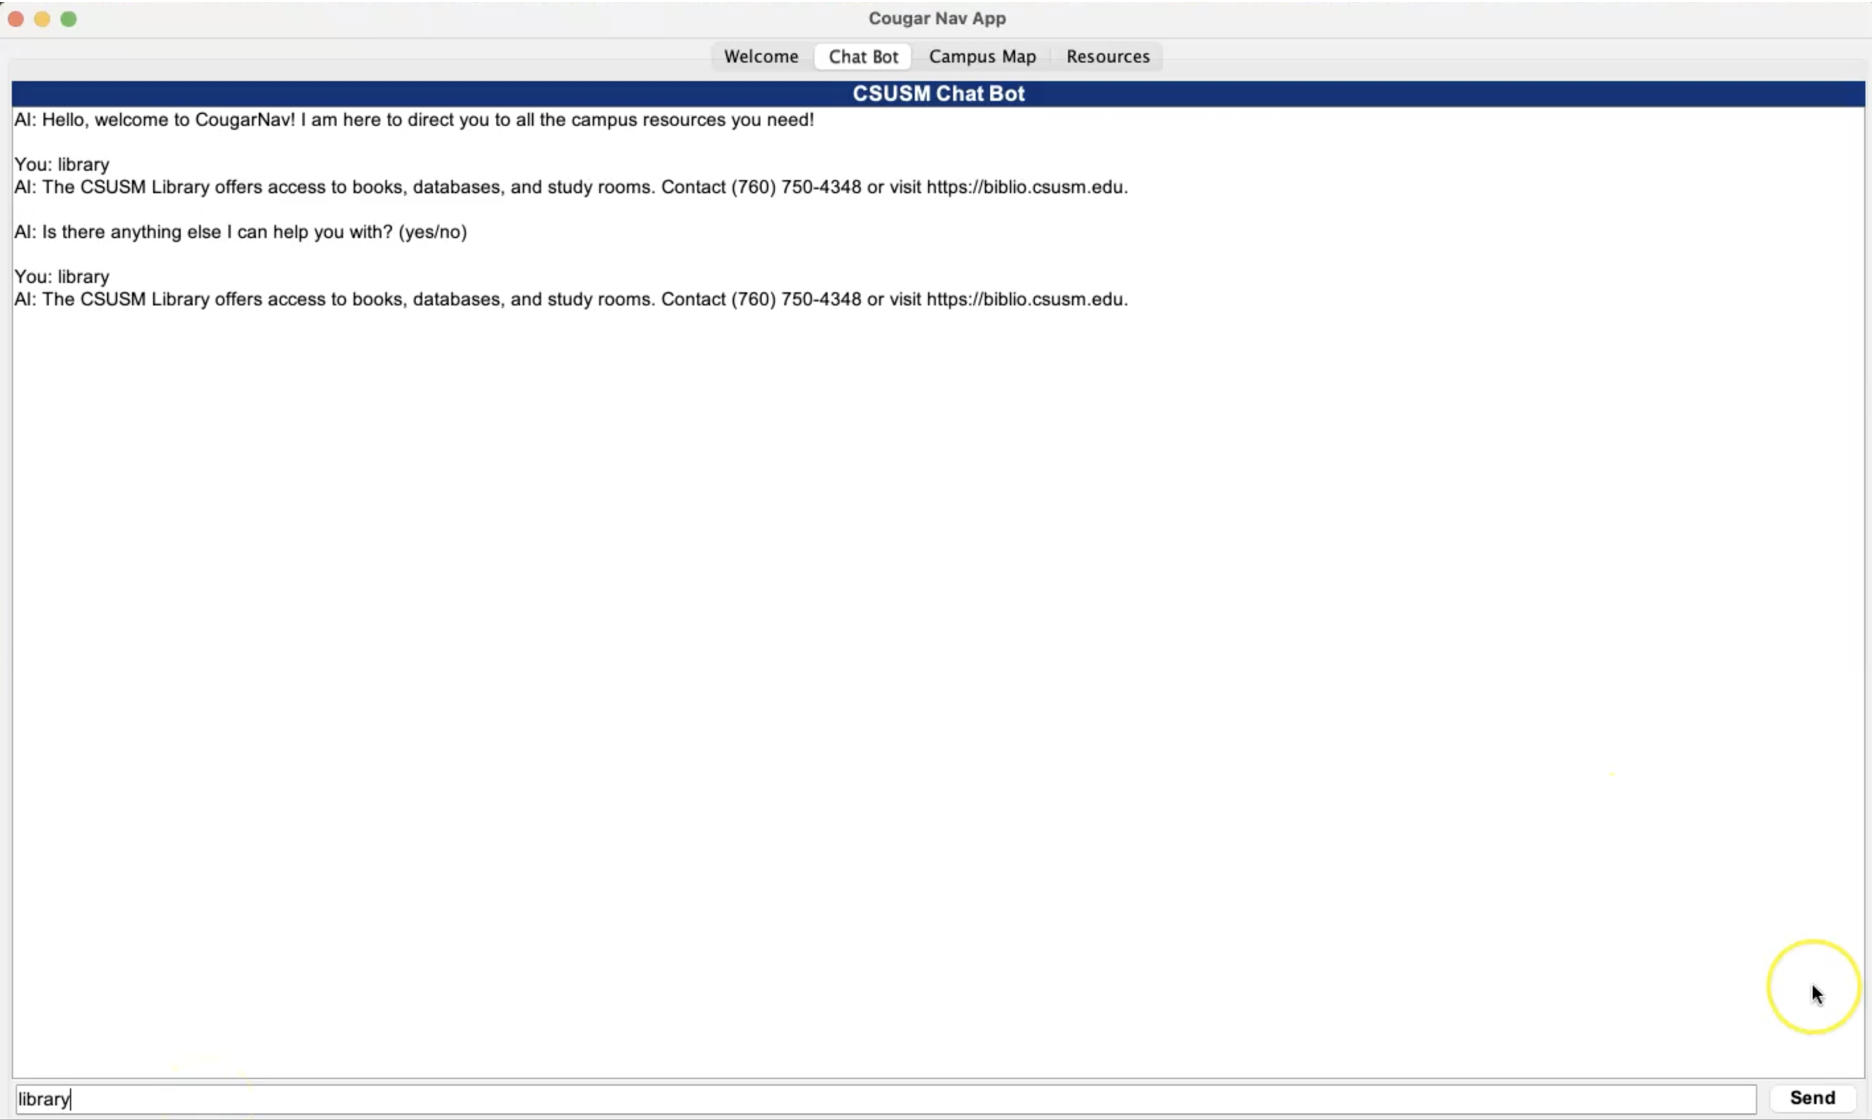 Cougar Nav App
Welcome Chat Bot Campus Map Resources
CSUSM Chat Bot
AI: Hello, welcome to CougarNav! I am here to direct you to all the campus resources you need!
You: library
AI: The CSUSM Library offers access to books, databases, and study rooms. Contact (760) 750-4348 or visit https://biblio.csusm.edu.
AI: Is there anything else I can help you with? (yes/no)
You: library
AI: The CSUSM Library offers access to books, databases, and study rooms. Contact (760) 750-4348 or visit https://biblio.csusm.edu.
library Send